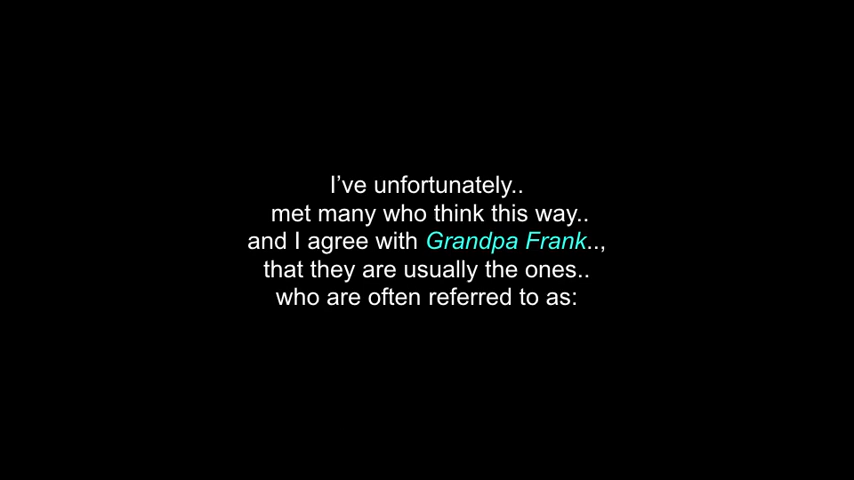 I’ve unfortunately..
met many who think this way..
and I agree with Grandpa Frank..,
that they are usually the ones..
who are often referred to as: